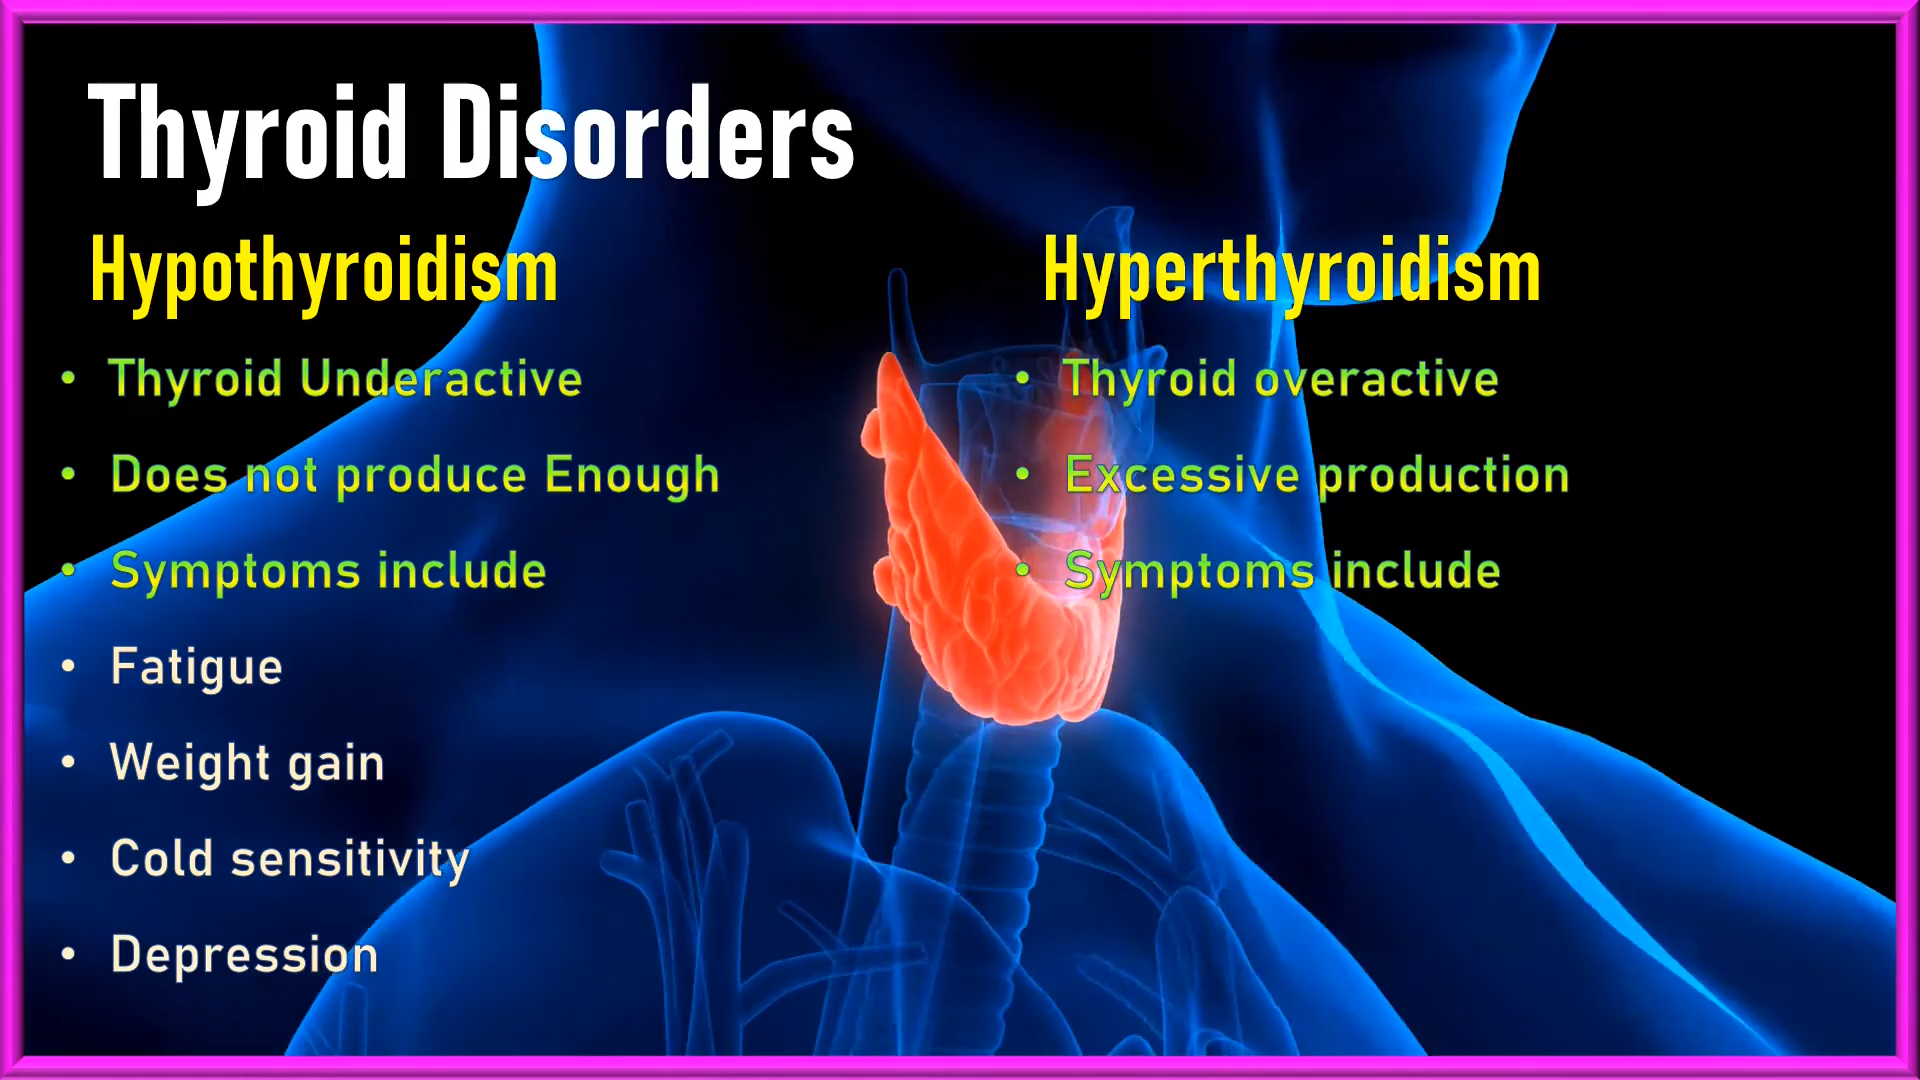 Thyroid Disorders
Hypothyroidism
• Thyroid Underactive
• Does not produce Enough
• Symptoms include
• Fatigue
• Weight gain
• Cold sensitivity
• Depression
Hyperthyroidism
• Thyroid overactive
• Excessive production
• Symptoms include